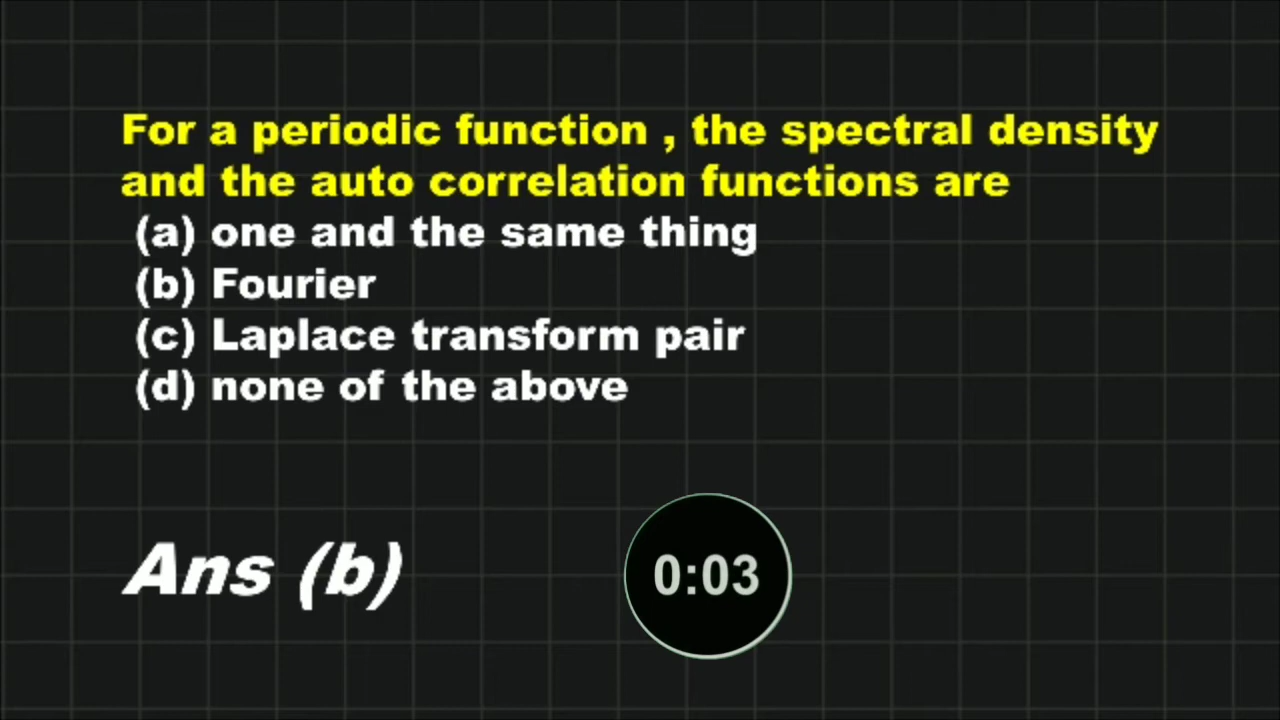 For a periodic function , the spectral density
and the auto correlation functions are
(a) one and the same thing
(b) Fourier
(c) Laplace transform pair
(d) none of the above
Ans (b)
0:03